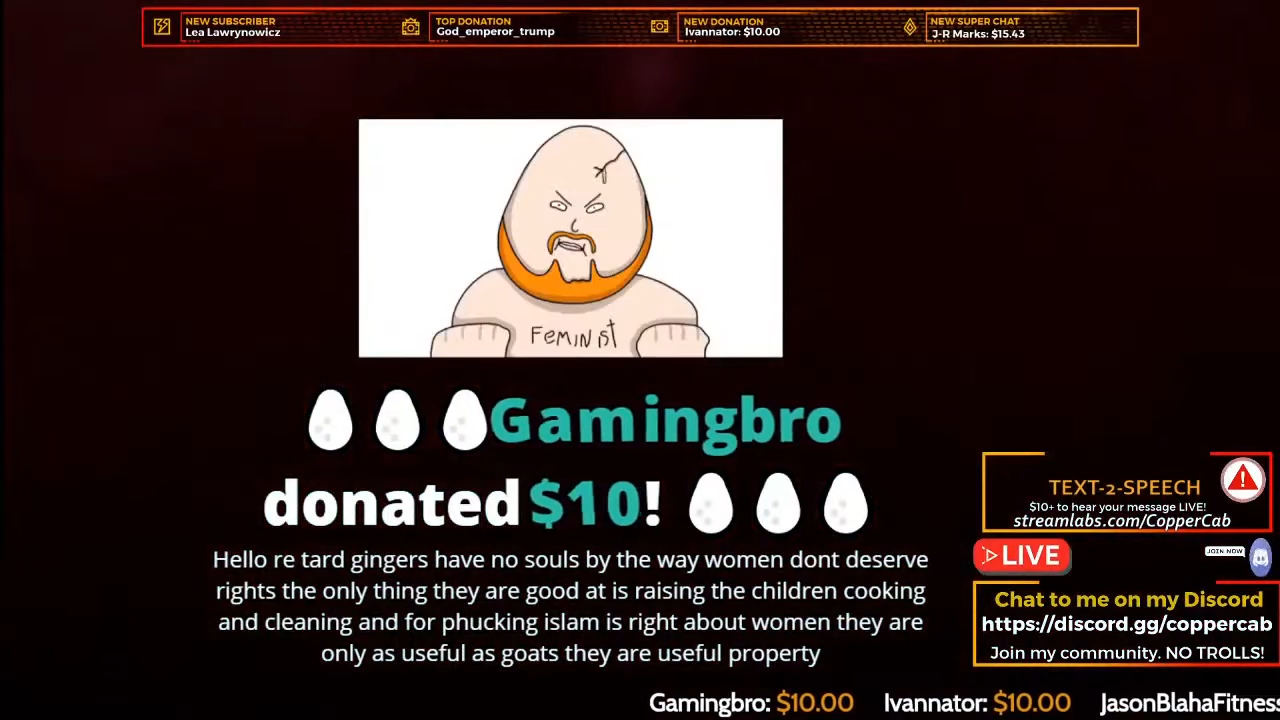 NEW SUBSCRIBER
Lea Lawrynowicz
TOP DONATION
God_emperor_trump
NEW DONATION
Ivannator: $10.00
NEW SUPER CHAT
J-R Marks: $15.43
FEMINIST
Gamingbro
donated $10!
Hello re tard gingers have no souls by the way women dont deserve
rights the only thing they are good at is raising the children cooking
and cleaning and for phucking islam is right about women they are
only as useful as goats they are useful property
TEXT-2-SPEECH
$10+ to hear your message LIVE!
streamlabs.com/CopperCab
LIVE
JOIN NOW
Chat to me on my Discord
https://discord.gg/coppercab
Join my community. NO TROLLS!
Gamingbro: $10.00 Ivannator: $10.00 JasonBlahaFitness